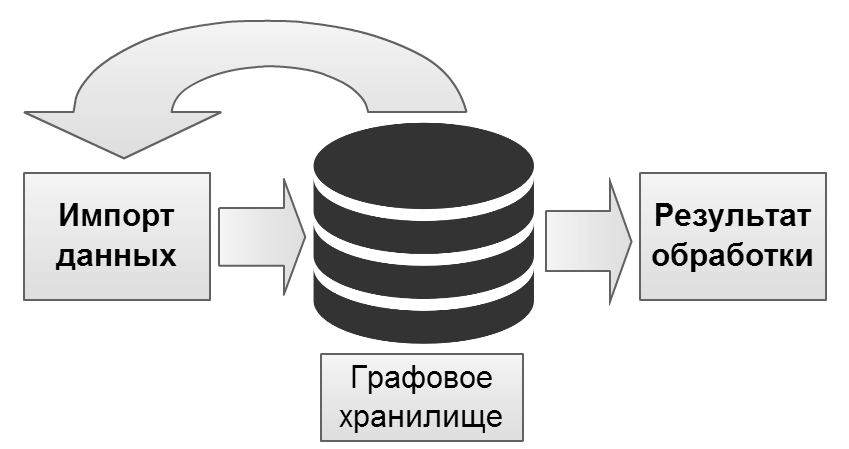 Импорт
данных
Результат
обработки
Графовое
хранилище